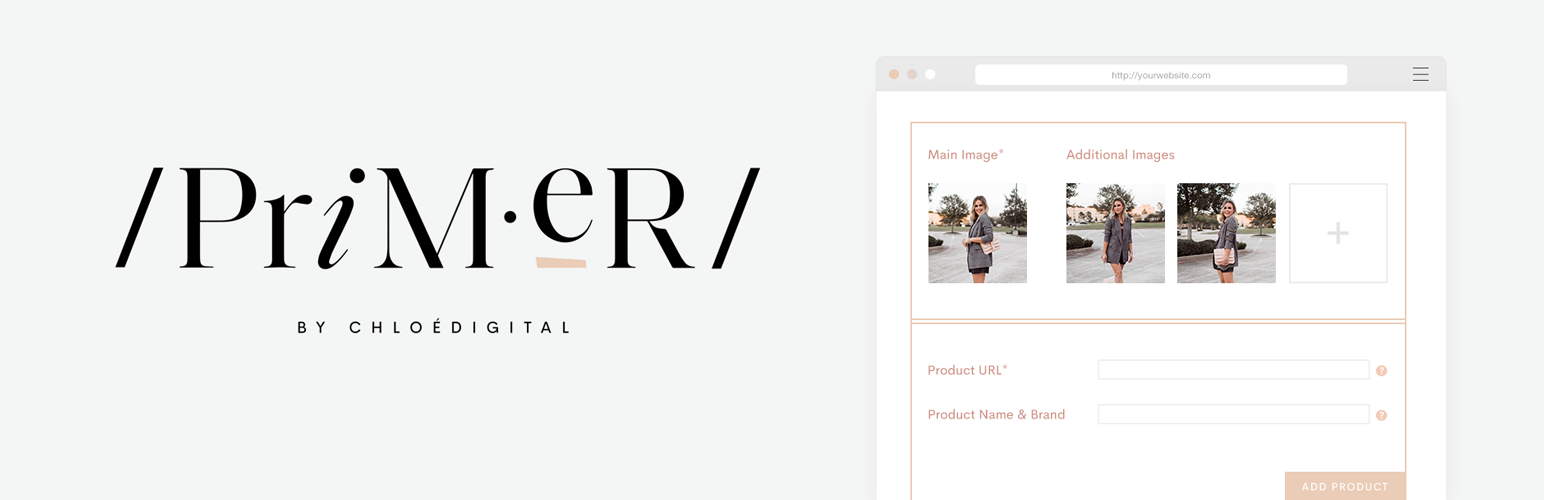 /PriM·eR/
BY CHLOÉDIGITAL
http://yourwebsite.com
Main Image*
Additional Images
+
Product URL*
?
Product Name & Brand
?
ADD PRODUCT